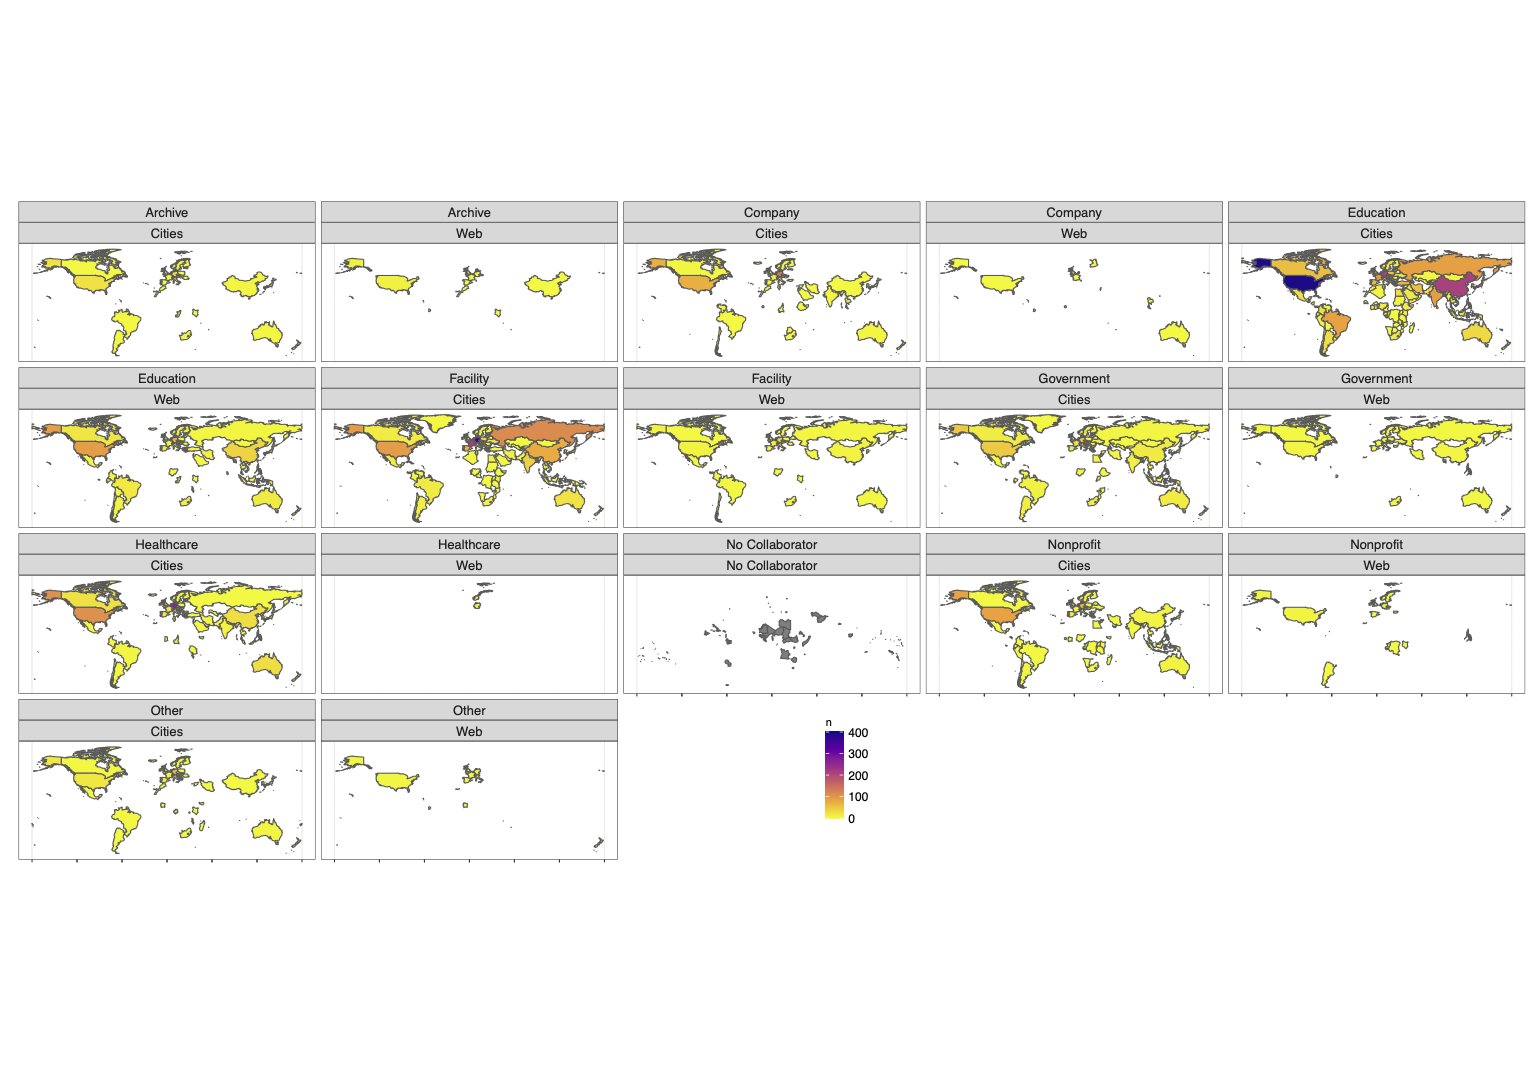 Archive
Archive
Company
Company
Education
Cities
Web
Cities
Web
Cities
Education
Facility
Facility
Government
Government
Web
Cities
Web
Cities
Web
Healthcare
Healthcare
No Collaborator
Nonprofit
Nonprofit
Cities
Web
No Collaborator
Cities
Web
Other
Other
Cities
Web
n
400
300
200
100
0